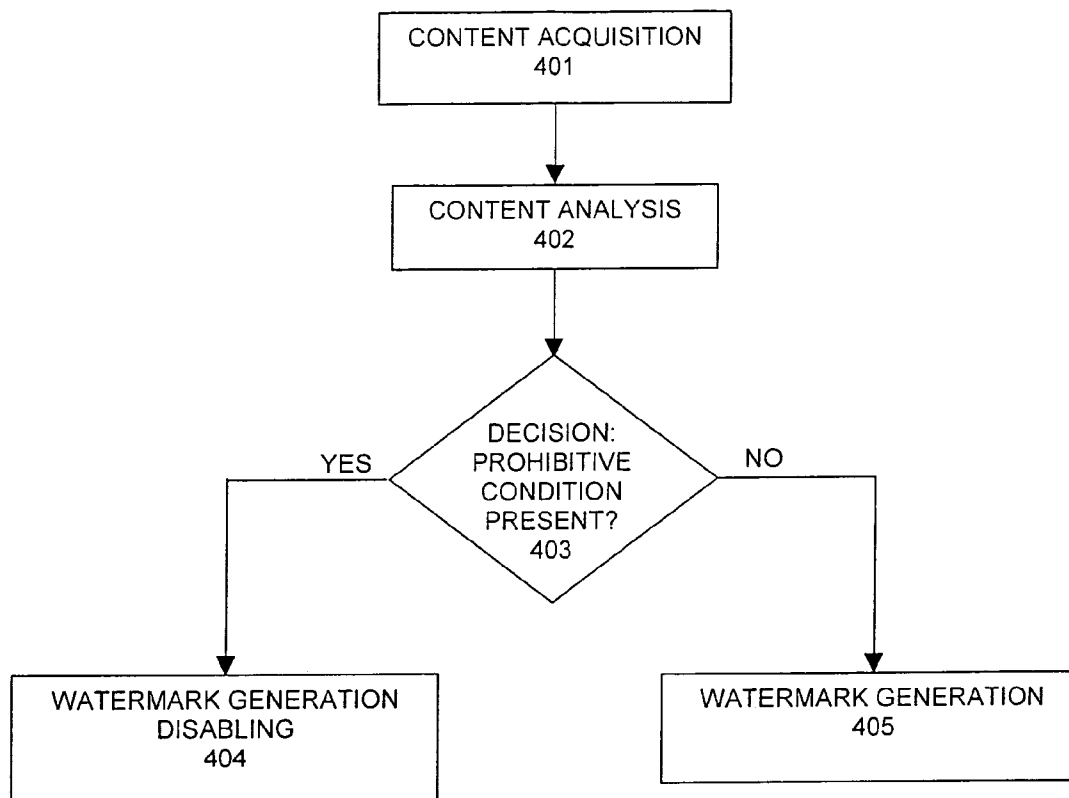 CONTENT ACQUISITION
401
CONTENT ANALYSIS
402
DECISION:
PROHIBITIVE
CONDITION
PRESENT?
403
YES
NO
WATERMARK GENERATION
DISABLING
404
WATERMARK GENERATION
405